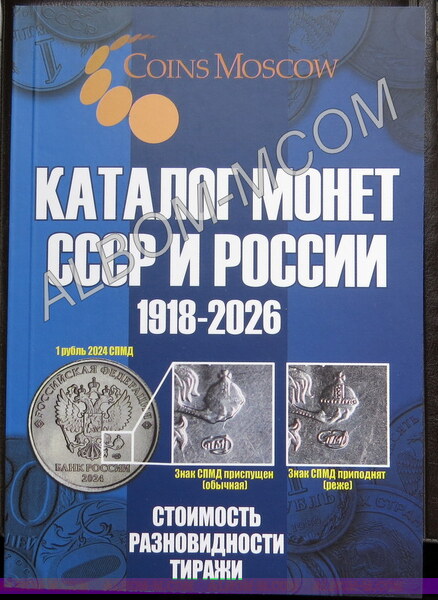 COINS MOSCOW
КАТАЛОГ МОНЕТ
СССР И РОССИИ
1918-2026
ALBOM-MCOM
1 рубль 2024 СПМД
РОССИЙСКАЯ ФЕДЕРАЦИЯ
БАНК РОССИИ
2024
Знак СПМД приспущен
(обычная)
Знак СПМД приподнят
(реже)
СТОИМОСТЬ
РАЗНОВИДНОСТИ
ТИРАЖИ